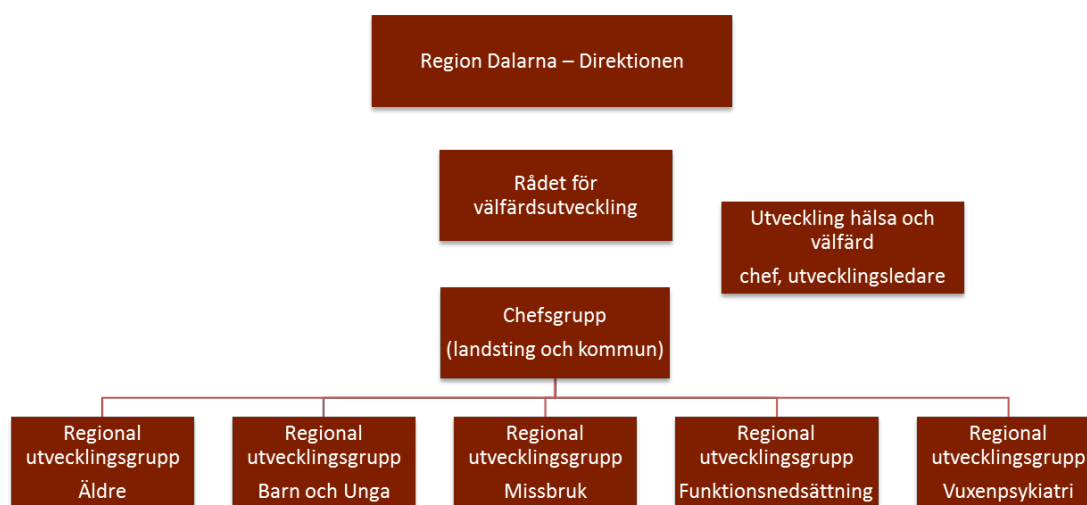 Region Dalarna – Direktionen
Rådet för
välfärdsutveckling
Utveckling hälsa och
välfärd
chef, utvecklingsledare
Chefsgrupp
(landsting och kommun)
Regional
utvecklingsgrupp
Äldre
Regional
utvecklingsgrupp
Barn och Unga
Regional
utvecklingsgrupp
Missbruk
Regional
utvecklingsgrupp
Funktionsnedsättning
Regional
utvecklingsgrupp
Vuxenpsykiatri